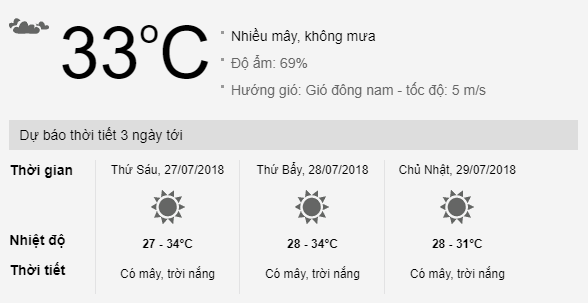 33°C
Nhiều mây, không mưa
Độ ẩm: 69%
Hướng gió: Gió đông nam - tốc độ: 5 m/s
Dự báo thời tiết 3 ngày tới
Thời gian Thứ Sáu, 27/07/2018 Thứ Bẩy, 28/07/2018 Chủ Nhật, 29/07/2018
Nhiệt độ 27 - 34°C 28 - 34°C 28 - 31°C
Thời tiết Có mây, trời nắng Có mây, trời nắng Có mây, trời nắng